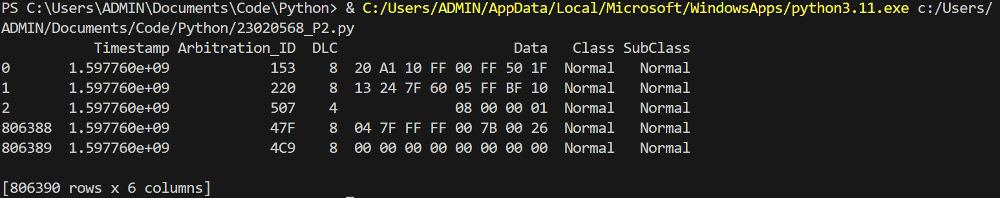 PS C:\Users\ADMIN\Documents\Code\Python> & C:/Users/ADMIN/AppData/Local/Microsoft/WindowsApps/python3.11.exe c:/Users/
ADMIN/Documents/Code/Python/23020568_P2.py
Timestamp Arbitration_ID DLC Data Class SubClass
0 1.597760e+09 153 8 20 A1 10 FF 00 FF 50 1F Normal Normal
1 1.597760e+09 220 8 13 24 7F 60 05 FF BF 10 Normal Normal
2 1.597760e+09 507 4 08 00 00 01 Normal Normal
806388 1.597760e+09 47F 8 04 7F FF FF 00 7B 00 26 Normal Normal
806389 1.597760e+09 4C9 8 00 00 00 00 00 00 00 00 Normal Normal
[806390 rows x 6 columns]